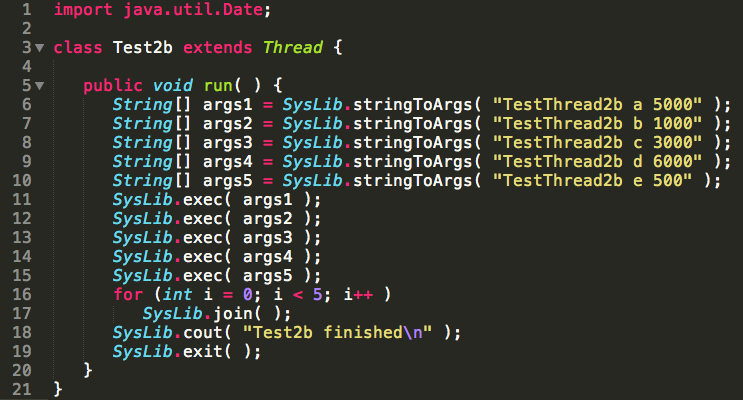 1 import java.util.Date;
2
3 class Test2b extends Thread {
4
5 public void run( ) {
6 String[] args1 = SysLib.stringToArgs( "TestThread2b a 5000" );
7 String[] args2 = SysLib.stringToArgs( "TestThread2b b 1000" );
8 String[] args3 = SysLib.stringToArgs( "TestThread2b c 3000" );
9 String[] args4 = SysLib.stringToArgs( "TestThread2b d 6000" );
10 String[] args5 = SysLib.stringToArgs( "TestThread2b e 500" );
11 SysLib.exec( args1 );
12 SysLib.exec( args2 );
13 SysLib.exec( args3 );
14 SysLib.exec( args4 );
15 SysLib.exec( args5 );
16 for (int i = 0; i < 5; i++ )
17 SysLib.join( );
18 SysLib.cout( "Test2b finished\n" );
19 SysLib.exit( );
20 }
21 }